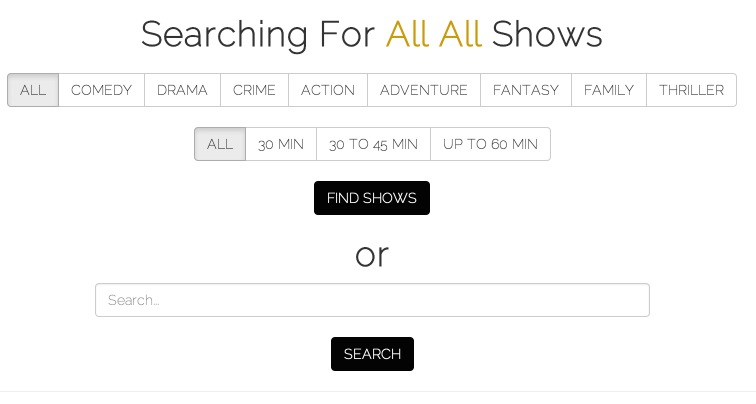 Searching For All All Shows
ALL COMEDY DRAMA CRIME ACTION ADVENTURE FANTASY FAMILY THRILLER
ALL 30 MIN 30 TO 45 MIN UP TO 60 MIN
FIND SHOWS
or
Search...
SEARCH